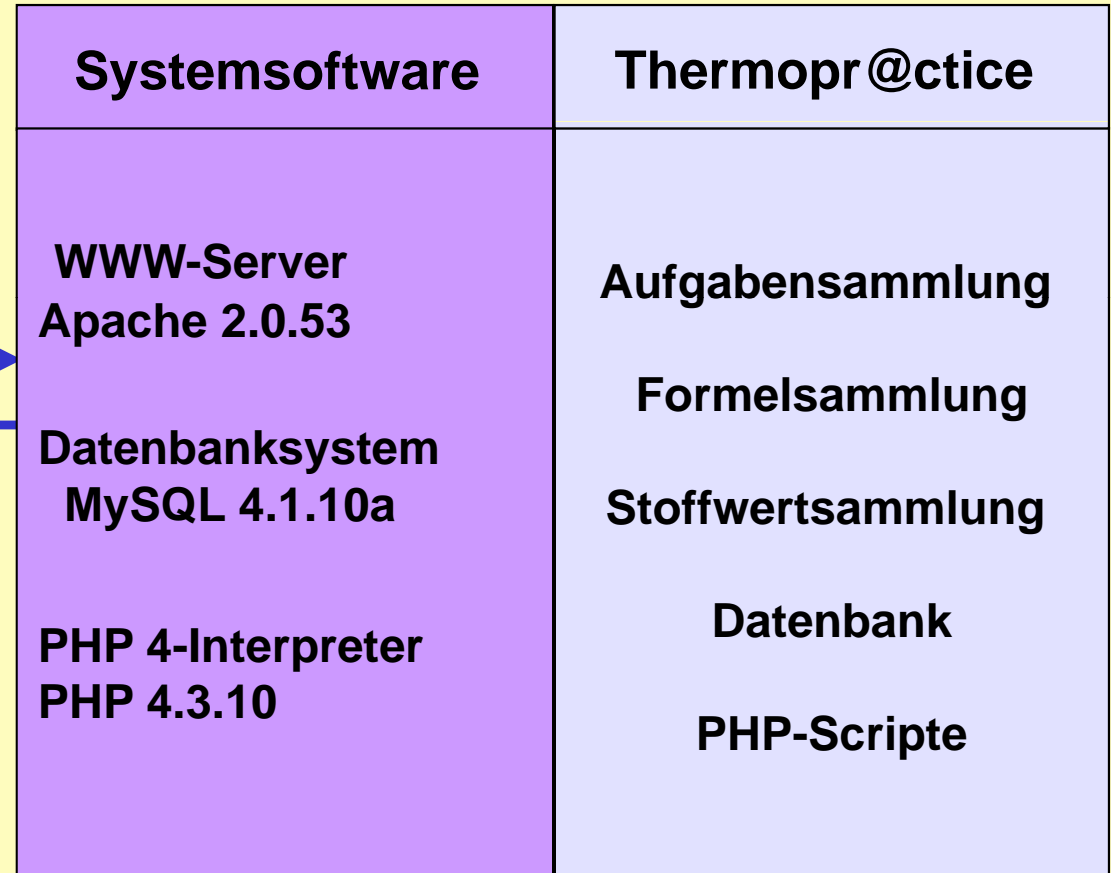 Systemsoftware
WWW-Server
Apache 2.0.53
Datenbanksystem
MySQL 4.1.10a
PHP 4-Interpreter
PHP 4.3.10
Thermopr@ctice
Aufgabensammlung
Formelsammlung
Stoffwertsammlung
Datenbank
PHP-Scripte